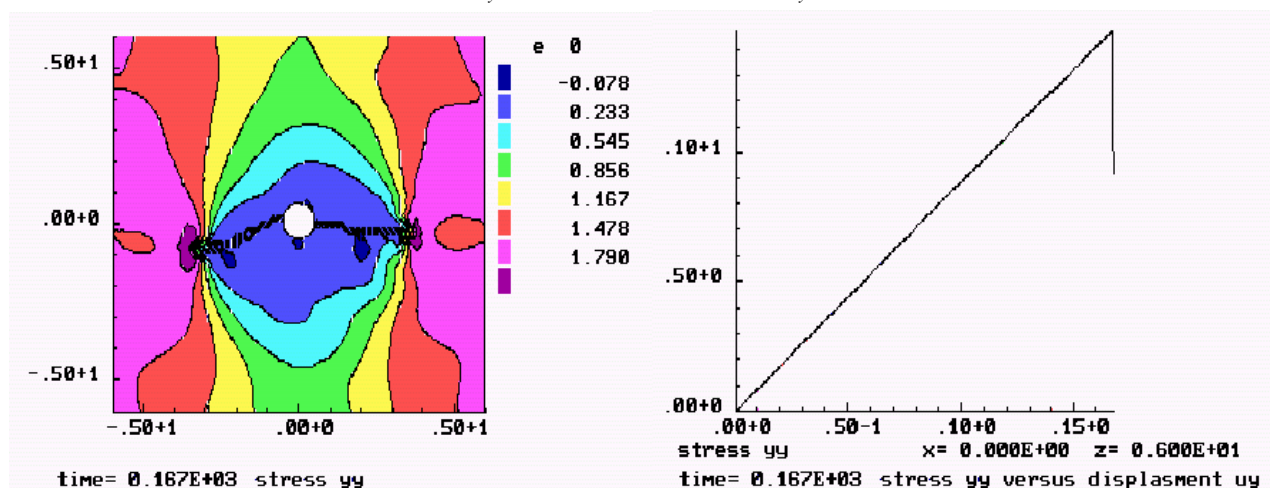 y
y
e 0
-0.078
0.233
0.545
0.856
1.167
1.478
1.790
.50+1
.00+0
-.50+1
-.50+1 .00+0 .50+1
time= 0.167E+03 stress yy
.10+1
.50+0
.00+0
.00+0 .50-1 .10+0 .15+0
stress yy x= 0.000E+00 z= 0.600E+01
time= 0.167E+03 stress yy versus displasment uy